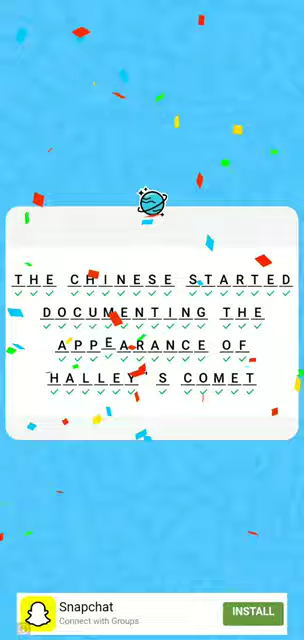 THE CHINESE STARTED
DOCUMENTING THE
APPEARANCE OF
HALLEY'S COMET
Snapchat
Connect with Groups
INSTALL